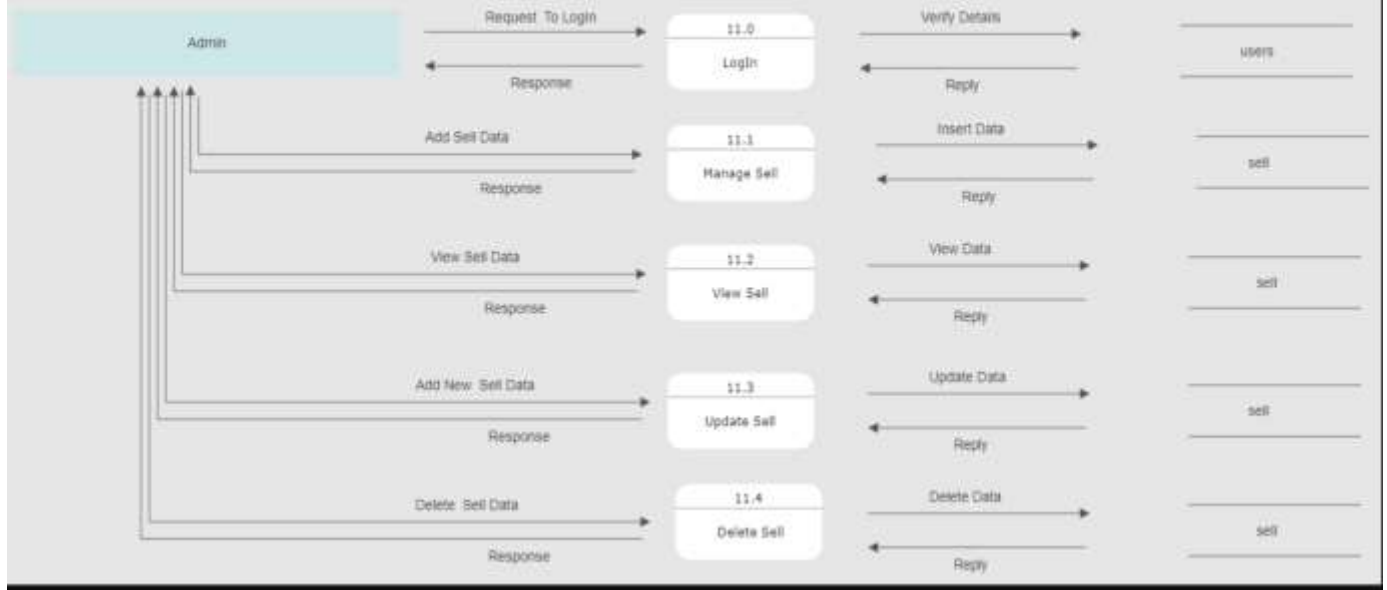 Admin
Request To LogIn
Response
11.0
LogIn
Verify Details
Reply
users
Add Sell Data
Response
11.1
Manage Sell
Insert Data
Reply
sell
View Sell Data
Response
11.2
View Sell
View Data
Reply
sell
Add New Sell Data
Response
11.3
Update Sell
Update Data
Reply
sell
Delete Sell Data
Response
11.4
Delete Sell
Delete Data
Reply
sell